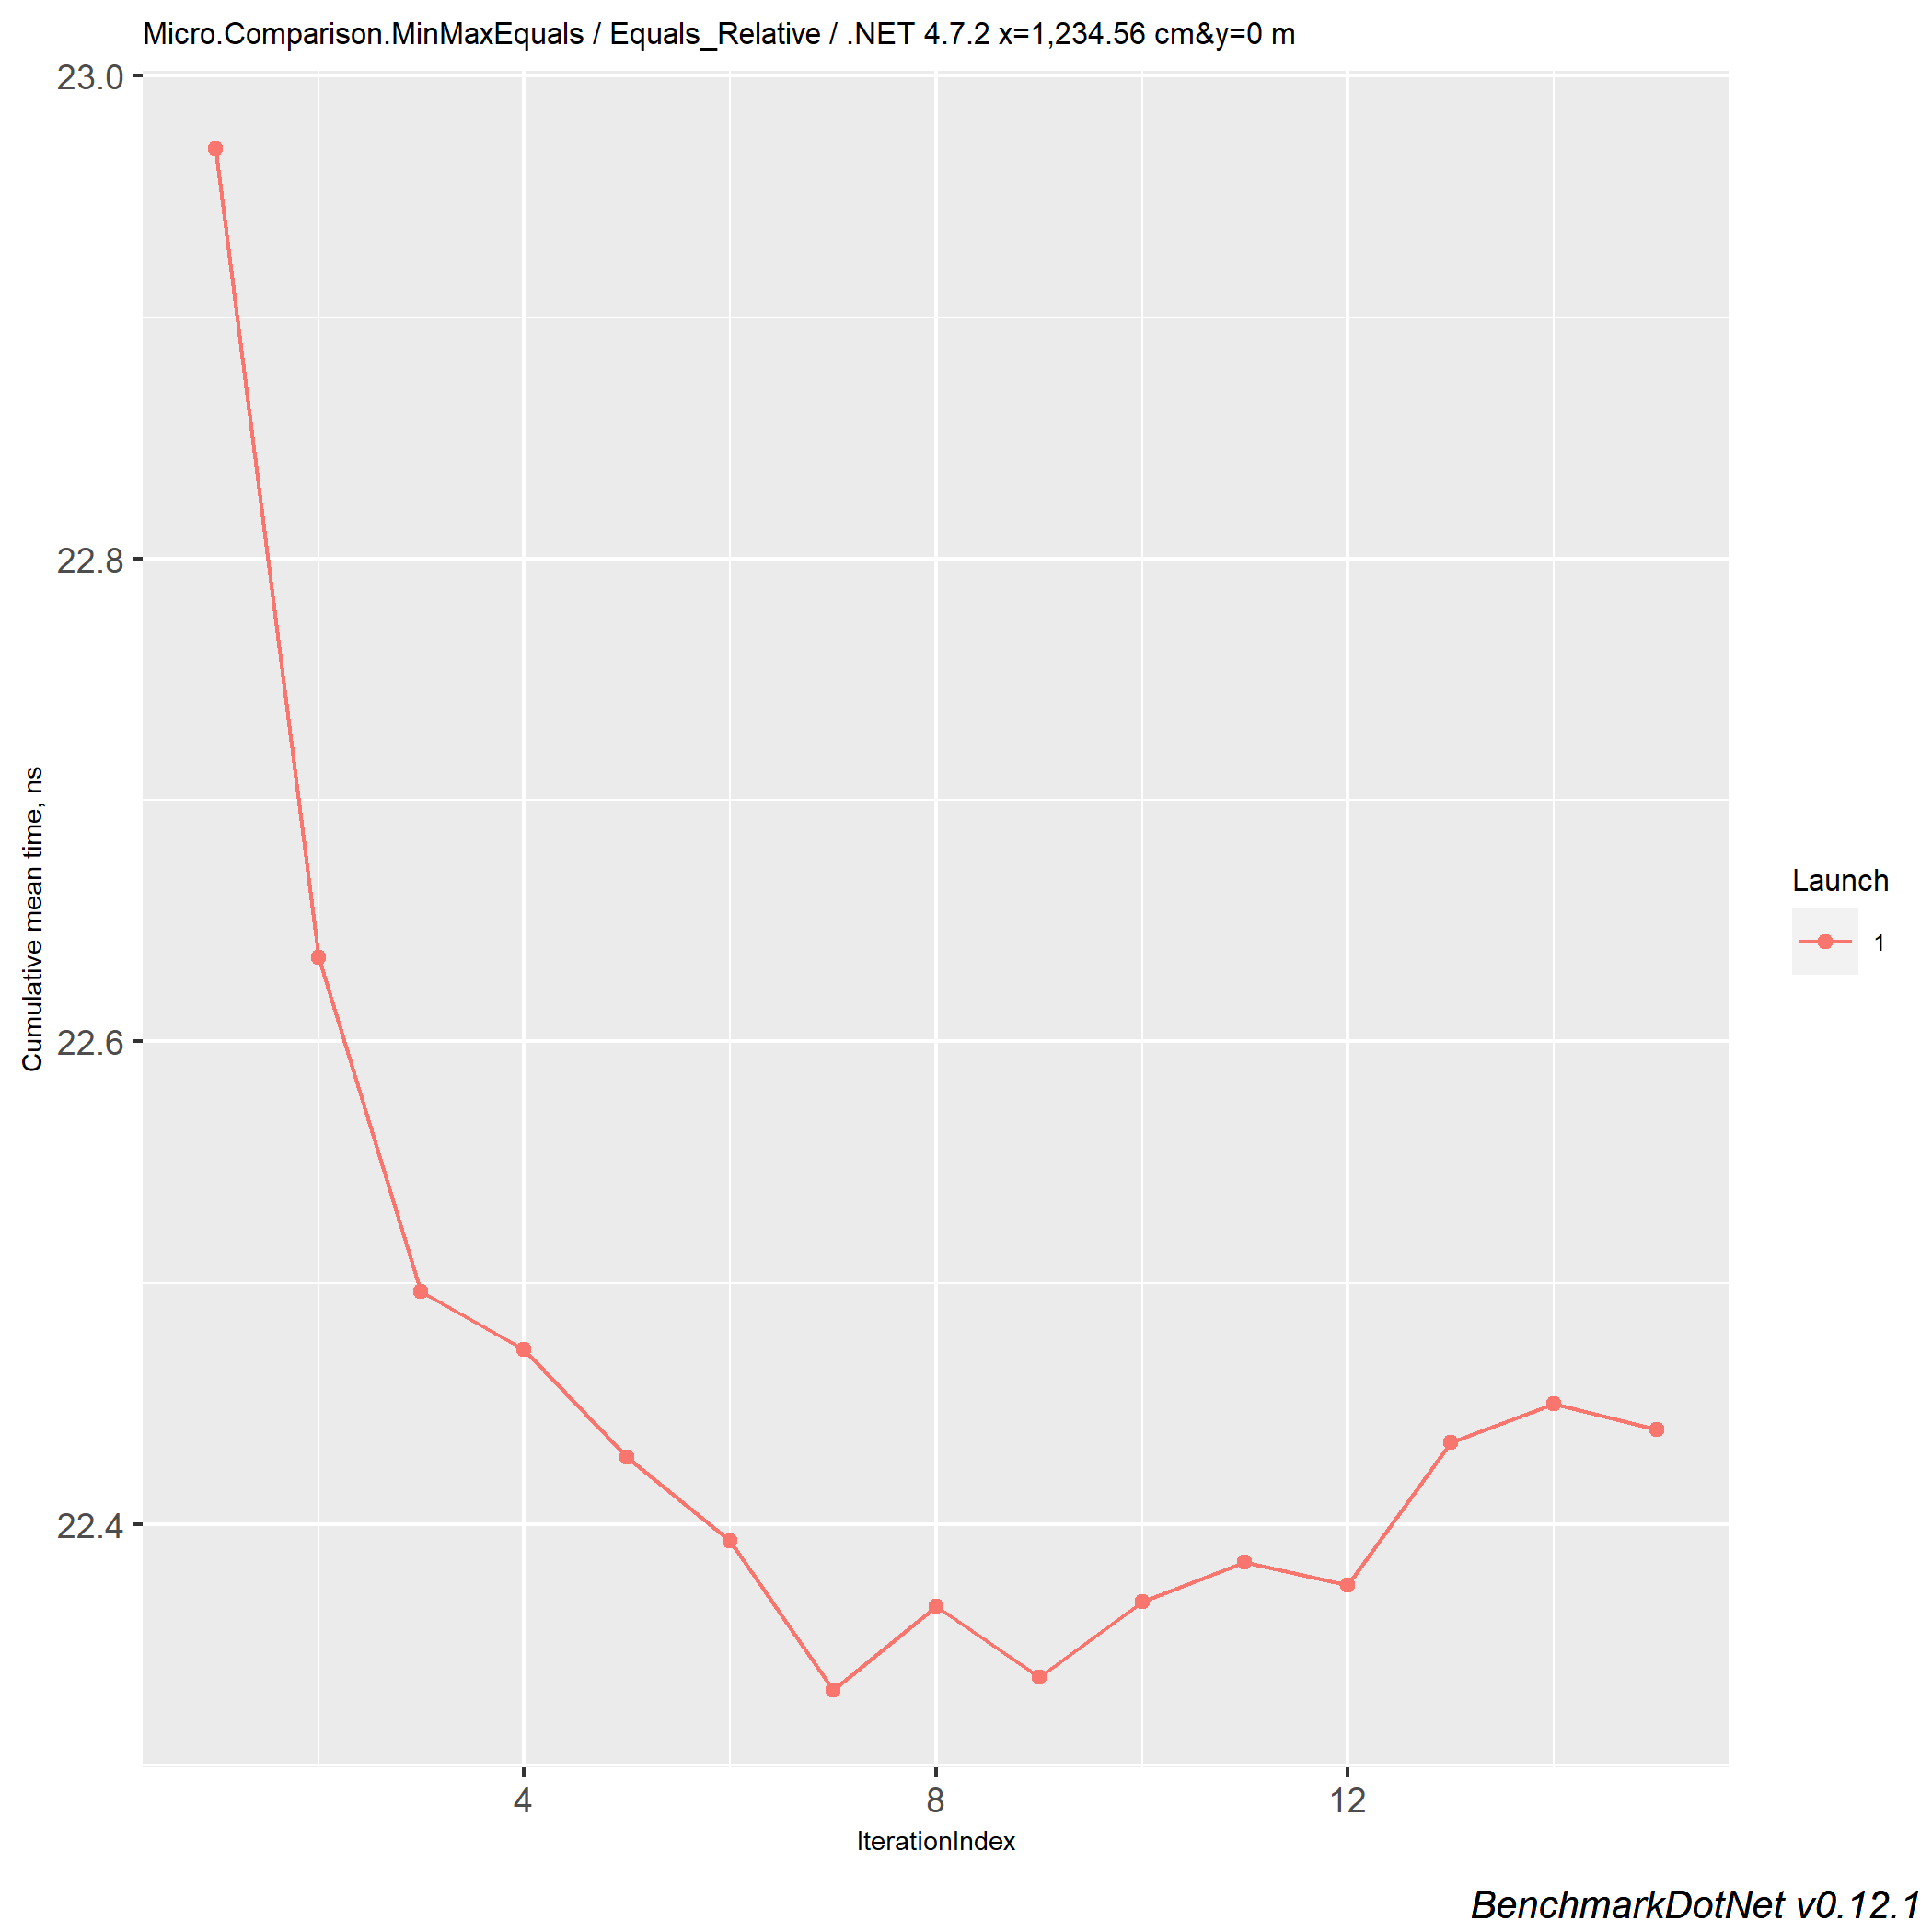 Micro.Comparison.MinMaxEquals / Equals_Relative / .NET 4.7.2 x=1,234.56 cm&y=0 m
23.0
22.8
22.6
22.4
Cumulative mean time, ns
4
8
12
IterationIndex
Launch
1
BenchmarkDotNet v0.12.1